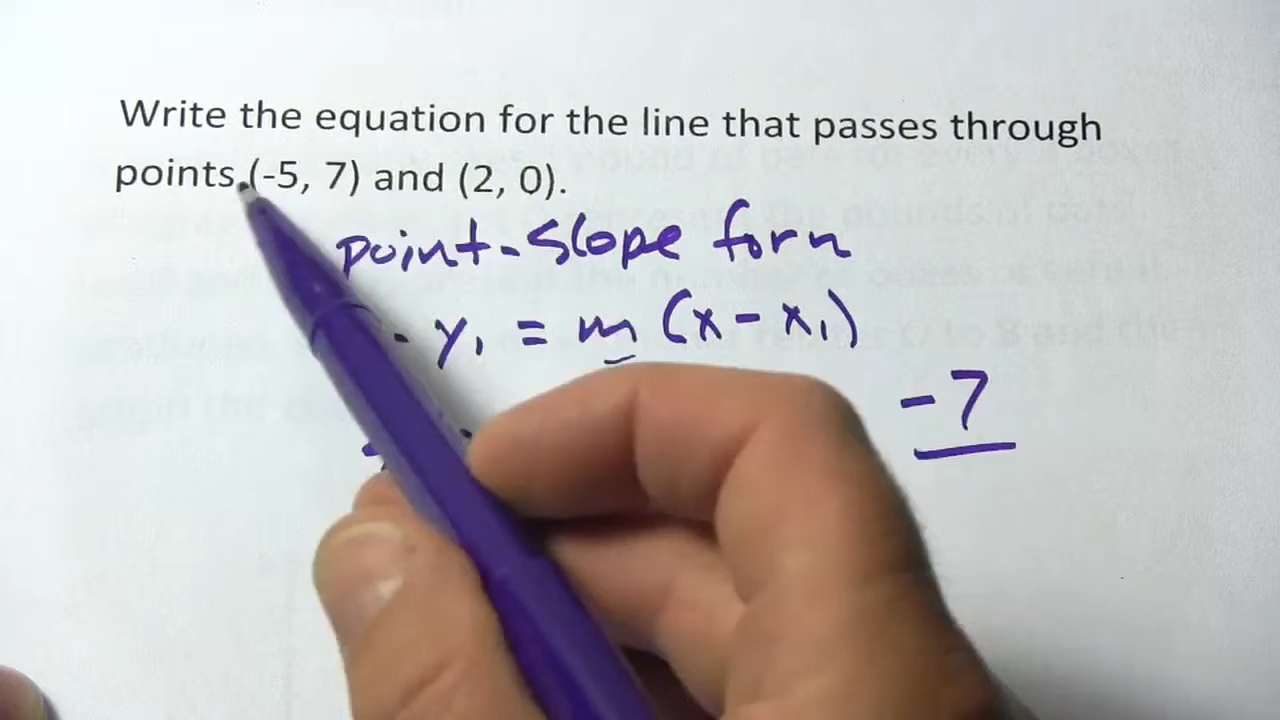 Write the equation for the line that passes through
points (-5, 7) and (2, 0).
point-slope form
- y₁ = m (x - x₁)
-7